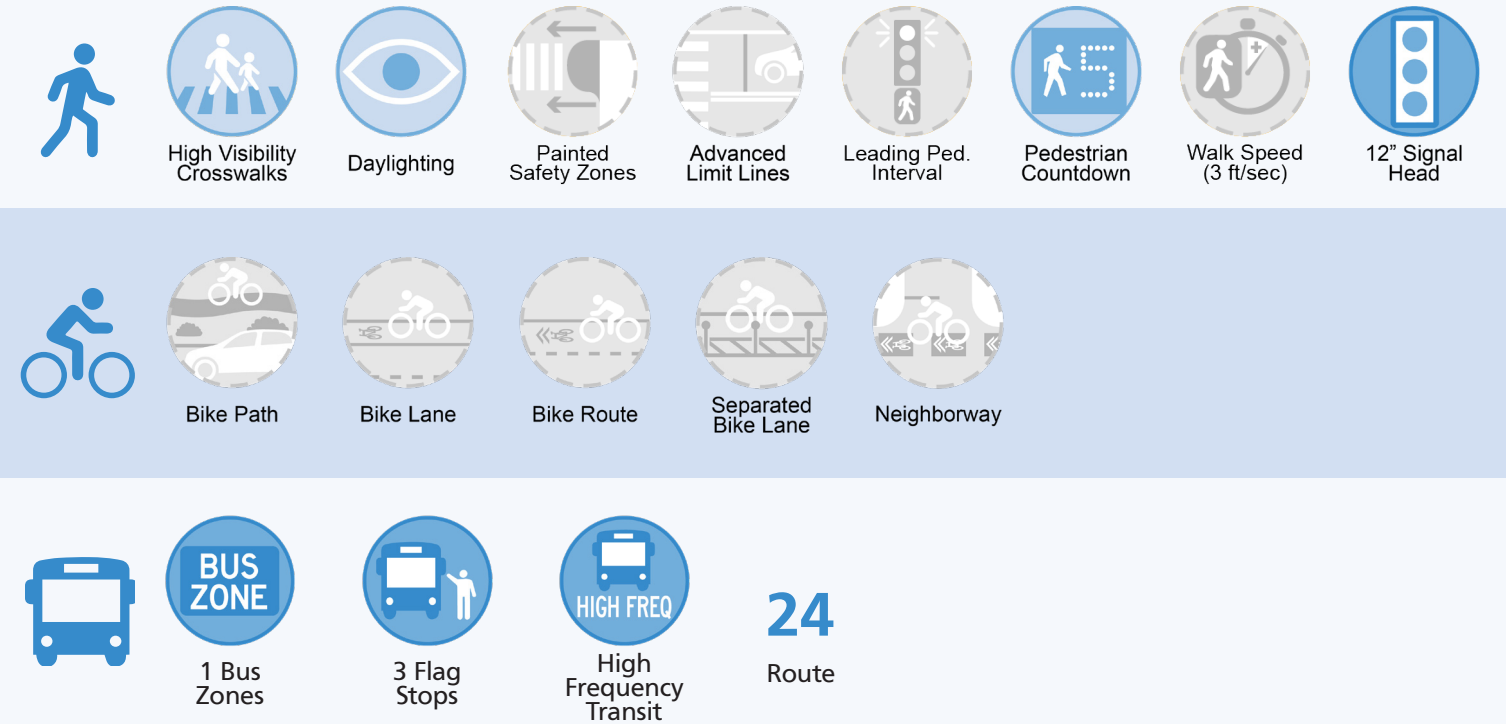 High Visibility
Crosswalks
Daylighting
Painted
Safety Zones
Advanced
Limit Lines
Leading Ped.
Interval
5
Pedestrian
Countdown
Walk Speed
(3 ft/sec)
12” Signal
Head
Bike Path
Bike Lane
Bike Route
Separated
Bike Lane
Neighborway
BUS
ZONE
1 Bus
Zones
3 Flag
Stops
HIGH FREQ
High
Frequency
Transit
24
Route